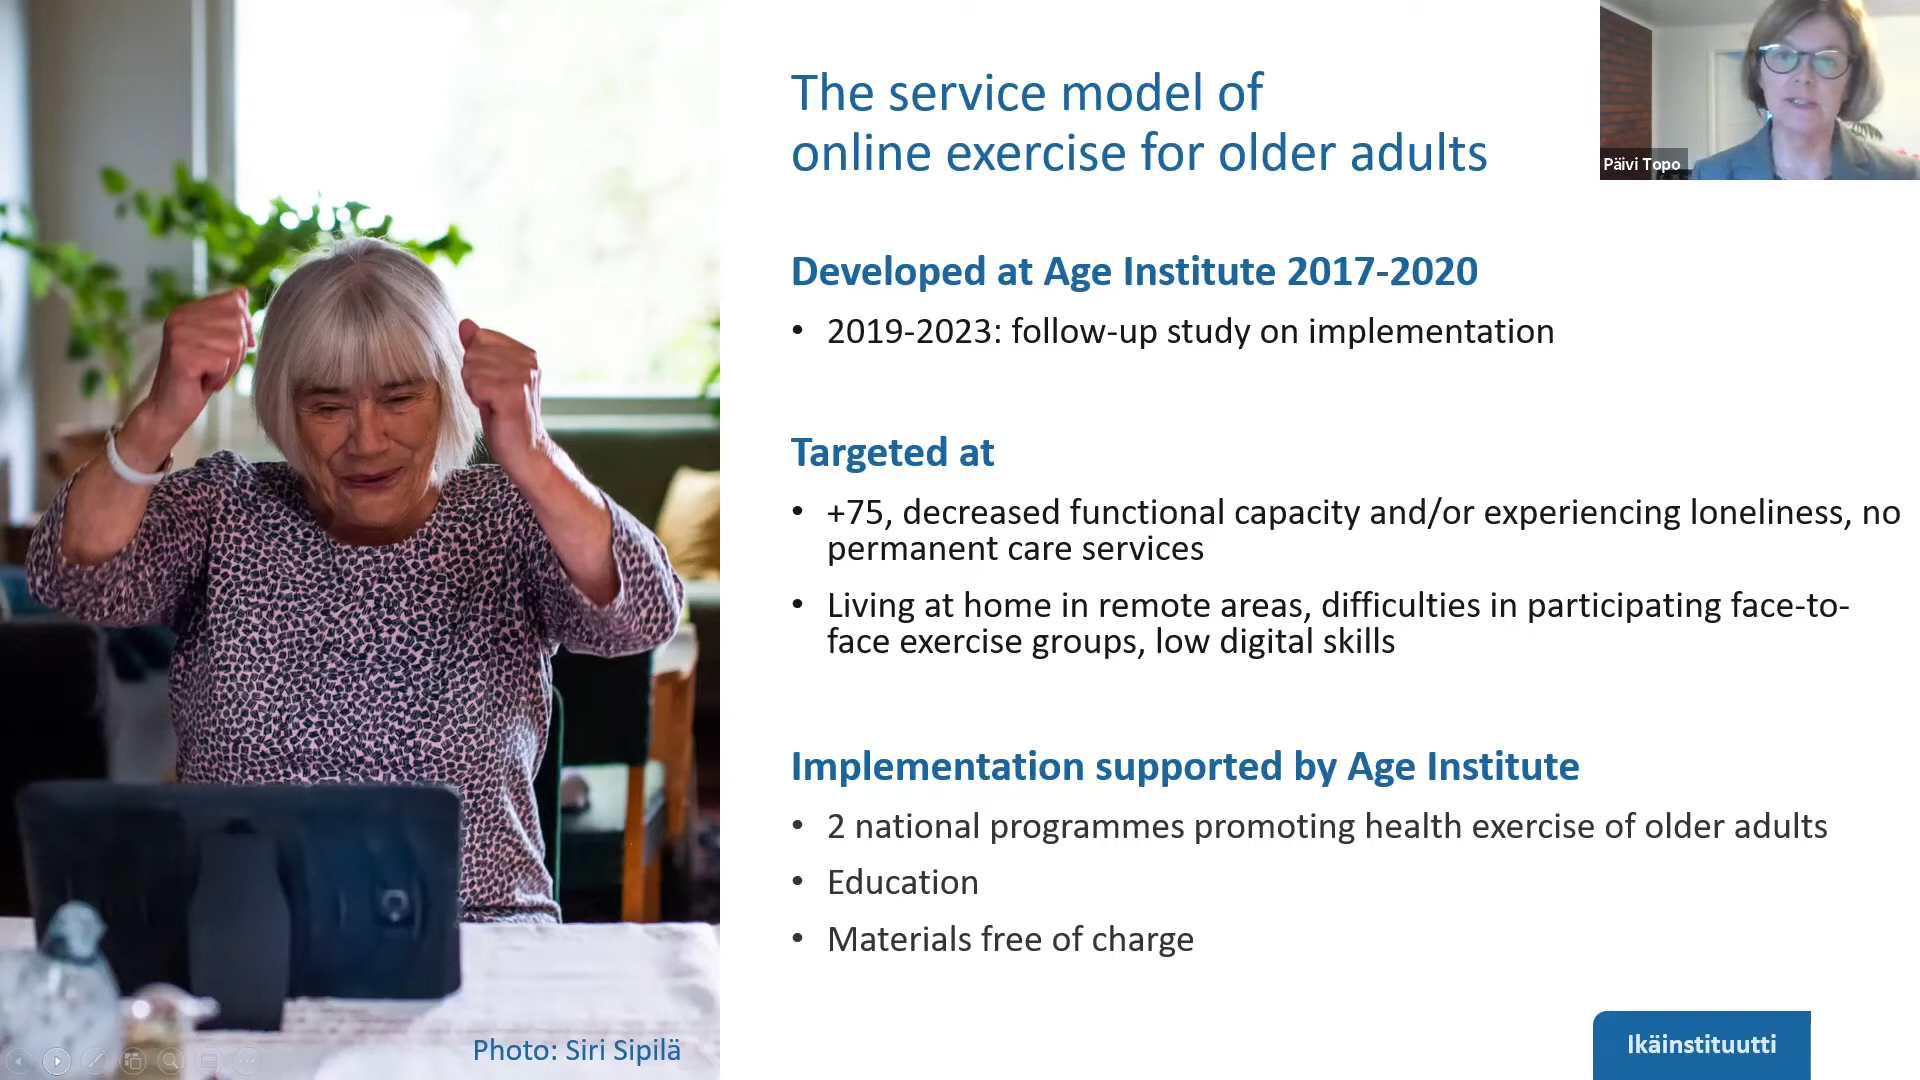 The service model of
online exercise for older adults
Päivi Topo
Developed at Age Institute 2017-2020
• 2019-2023: follow-up study on implementation
Targeted at
• +75, decreased functional capacity and/or experiencing loneliness, no
permanent care services
• Living at home in remote areas, difficulties in participating face-to-
face exercise groups, low digital skills
Implementation supported by Age Institute
• 2 national programmes promoting health exercise of older adults
• Education
• Materials free of charge
Photo: Siri Sipilä
Ikäinstituutti